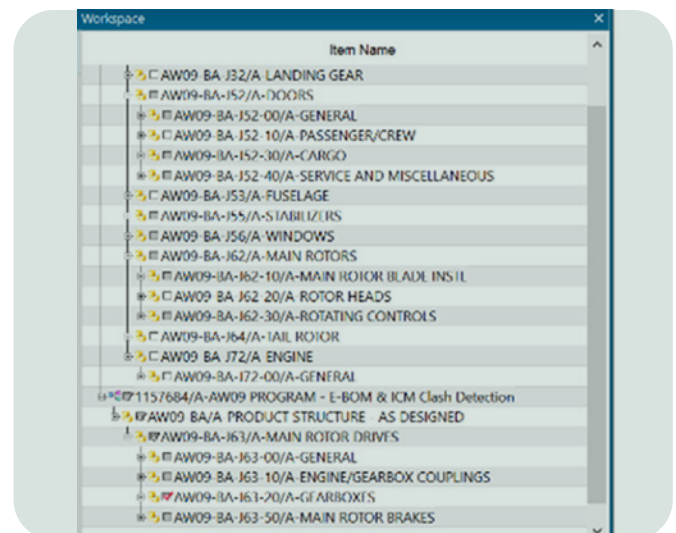 Workspace
Item Name
AW09-BA-J32/A-LANDING GEAR
AW09-BA-J52/A-DOORS
AW09-BA-J52-00/A-GENERAL
AW09-BA-J52-10/A-PASSENGER/CREW
AW09-BA-J52-30/A-CARGO
AW09-BA-J52-40/A-SERVICE AND MISCELLANEOUS
AW09-BA-J53/A-FUSELAGE
AW09-BA-J55/A-STABILIZERS
AW09-BA-J56/A-WINDOWS
AW09-BA-J62/A-MAIN ROTORS
AW09-BA-J62-10/A-MAIN ROTOR BLADE INSTL
AW09-BA-J62-20/A-ROTOR HEADS
AW09-BA-J62-30/A-ROTATING CONTROLS
AW09-BA-J64/A-TAIL ROTOR
AW09-BA-J72/A-ENGINE
AW09-BA-J72-00/A-GENERAL
1157684/A-AW09 PROGRAM - E-BOM & ICM Clash Detection
AW09-BA/A-PRODUCT STRUCTURE - AS DESIGNED
AW09-BA-J63/A-MAIN ROTOR DRIVES
AW09-BA-J63-00/A-GENERAL
AW09-BA-J63-10/A-ENGINE/GEARBOX COUPLINGS
AW09-BA-J63-20/A-GEARBOXES
AW09-BA-J63-50/A-MAIN ROTOR BRAKES